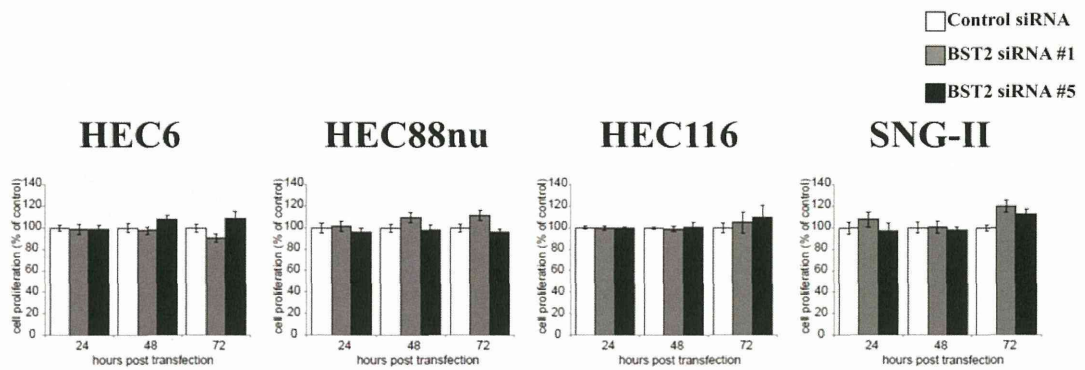 Control siRNA
BST2 siRNA #1
BST2 siRNA #5
HEC6
HEC88nu
HEC116
SNG-II
cell proliferation (% of control)
140
120
100
80
60
40
20
0
24
48
72
hours post transfection
cell proliferation (% of control)
140
120
100
80
60
40
20
0
24
48
72
hours post transfection
cell proliferation (% of control)
140
120
100
80
60
40
20
0
24
48
72
hours post transfection
cell proliferation (% of control)
140
120
100
80
60
40
20
0
24
48
72
hours post transfection